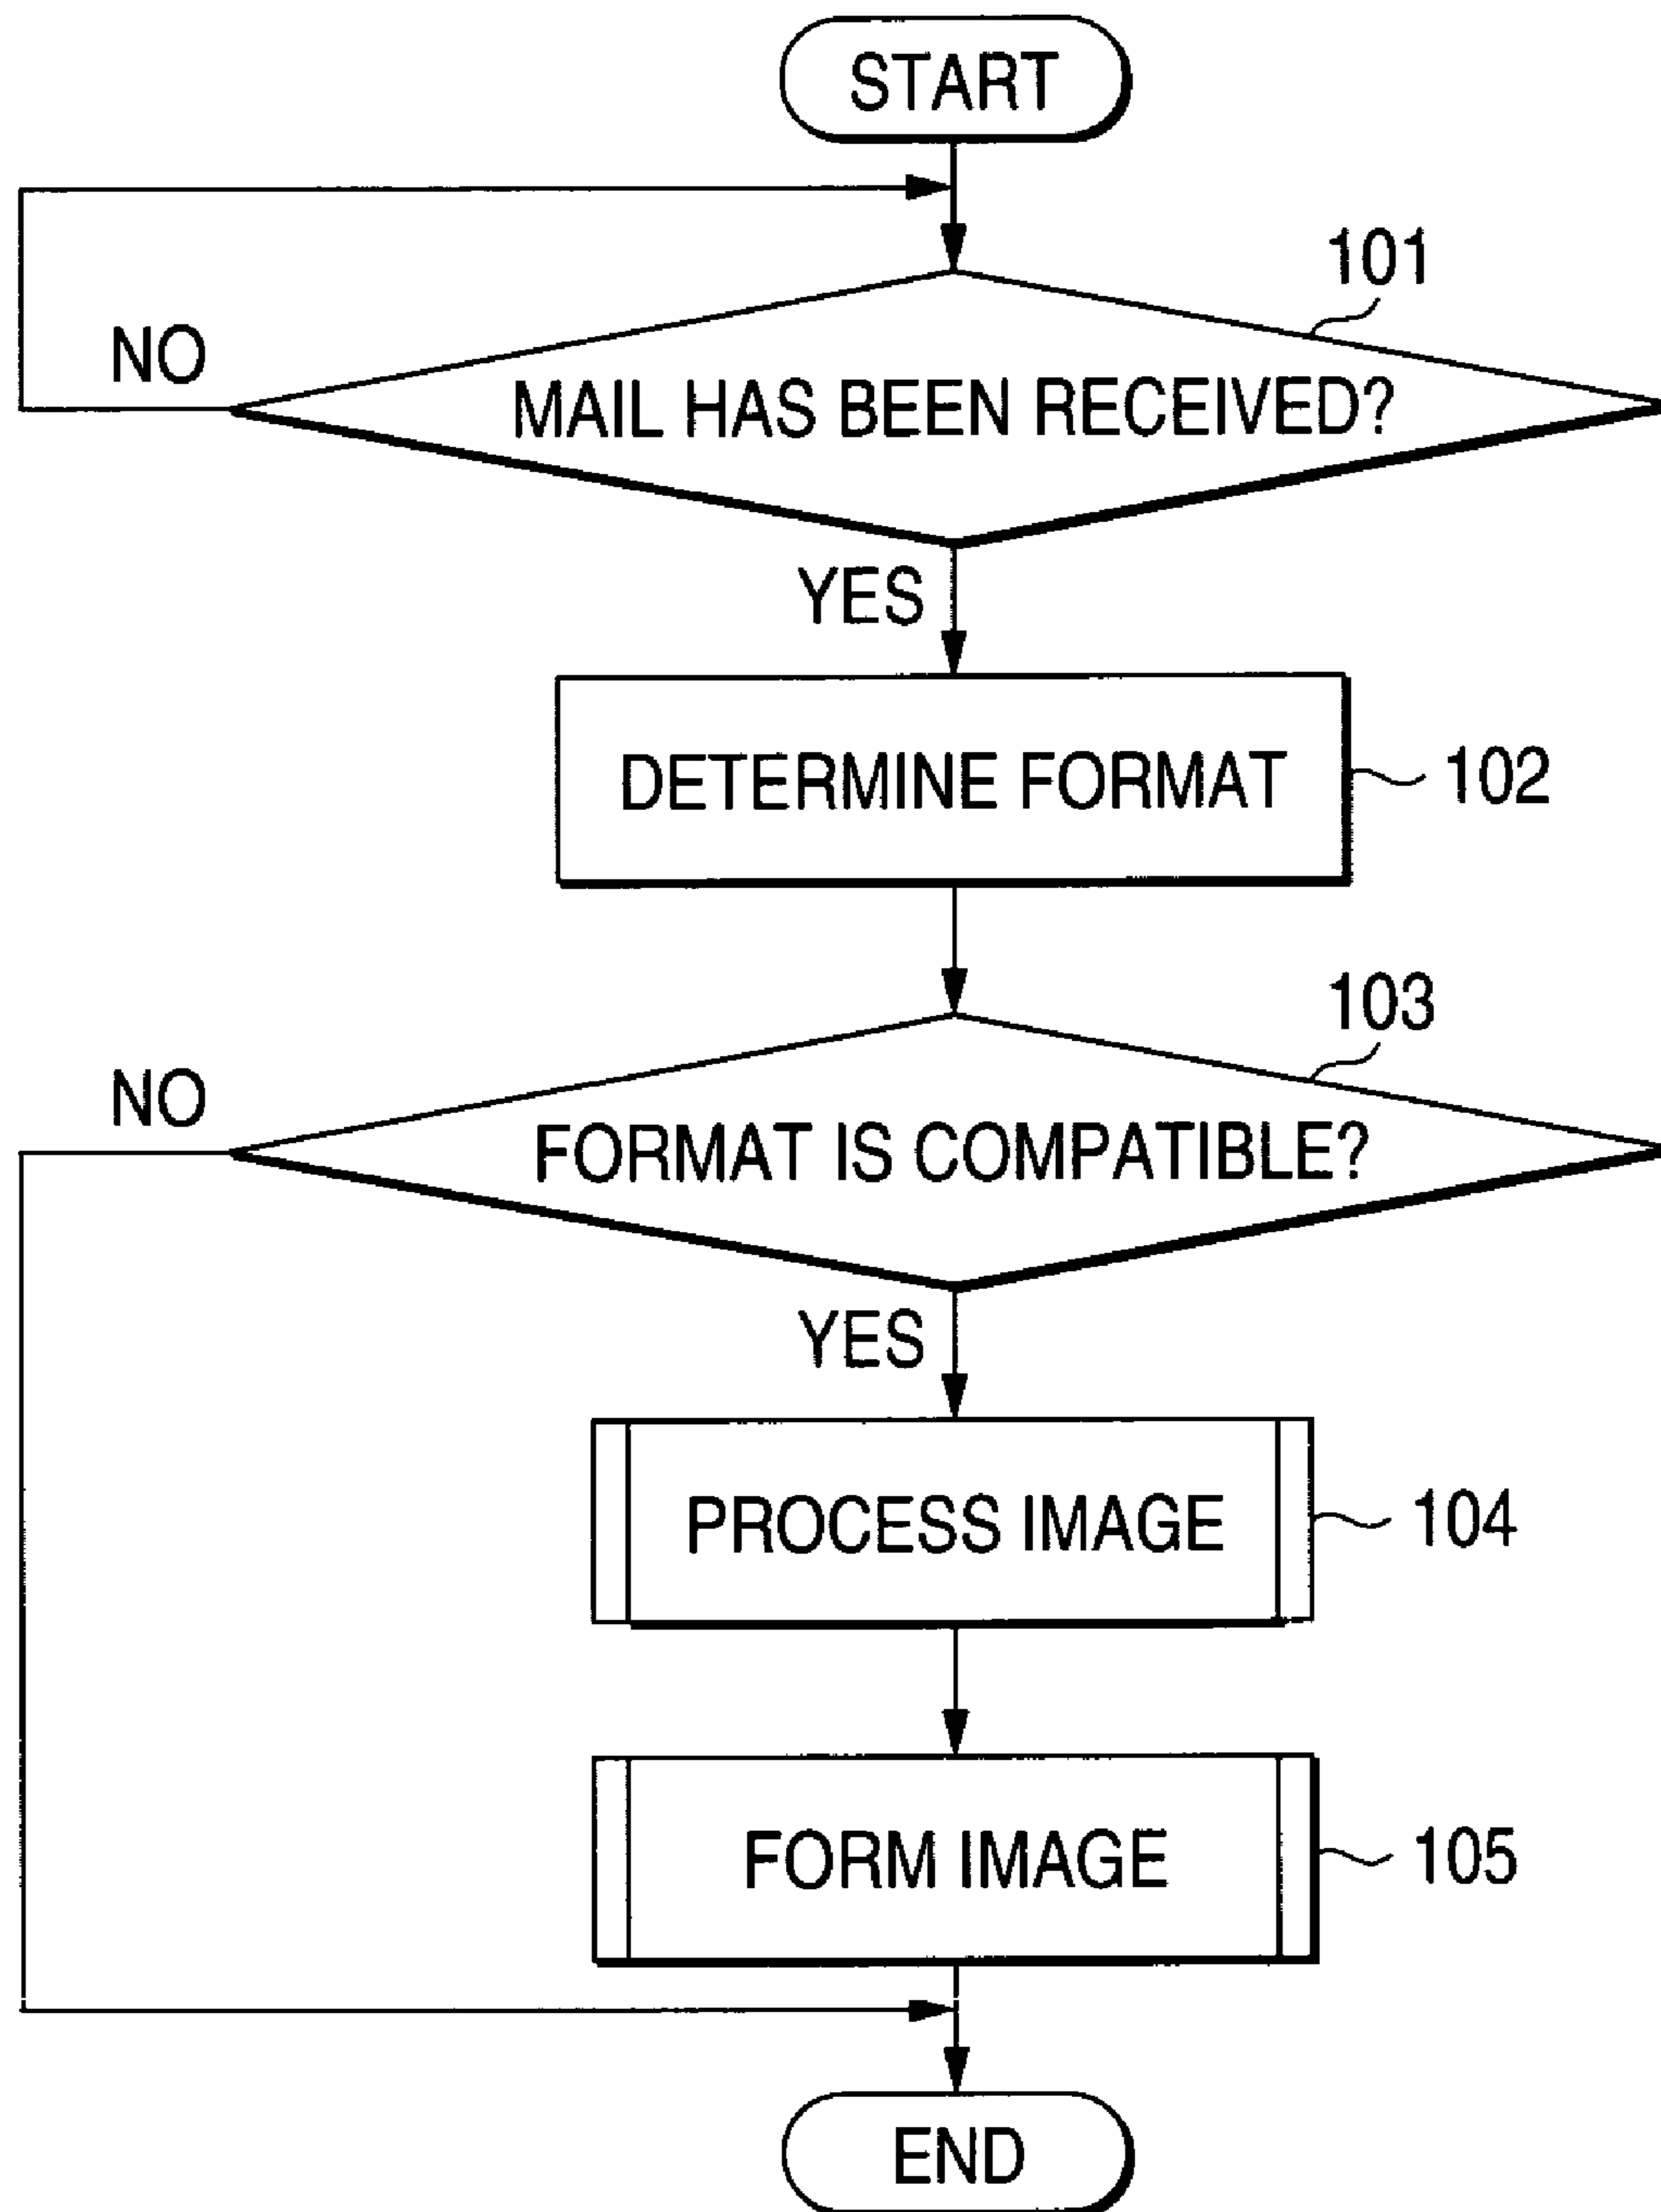 START
101
NO
MAIL HAS BEEN RECEIVED?
YES
DETERMINE FORMAT
102
103
NO
FORMAT IS COMPATIBLE?
YES
PROCESS IMAGE
104
FORM IMAGE
105
END